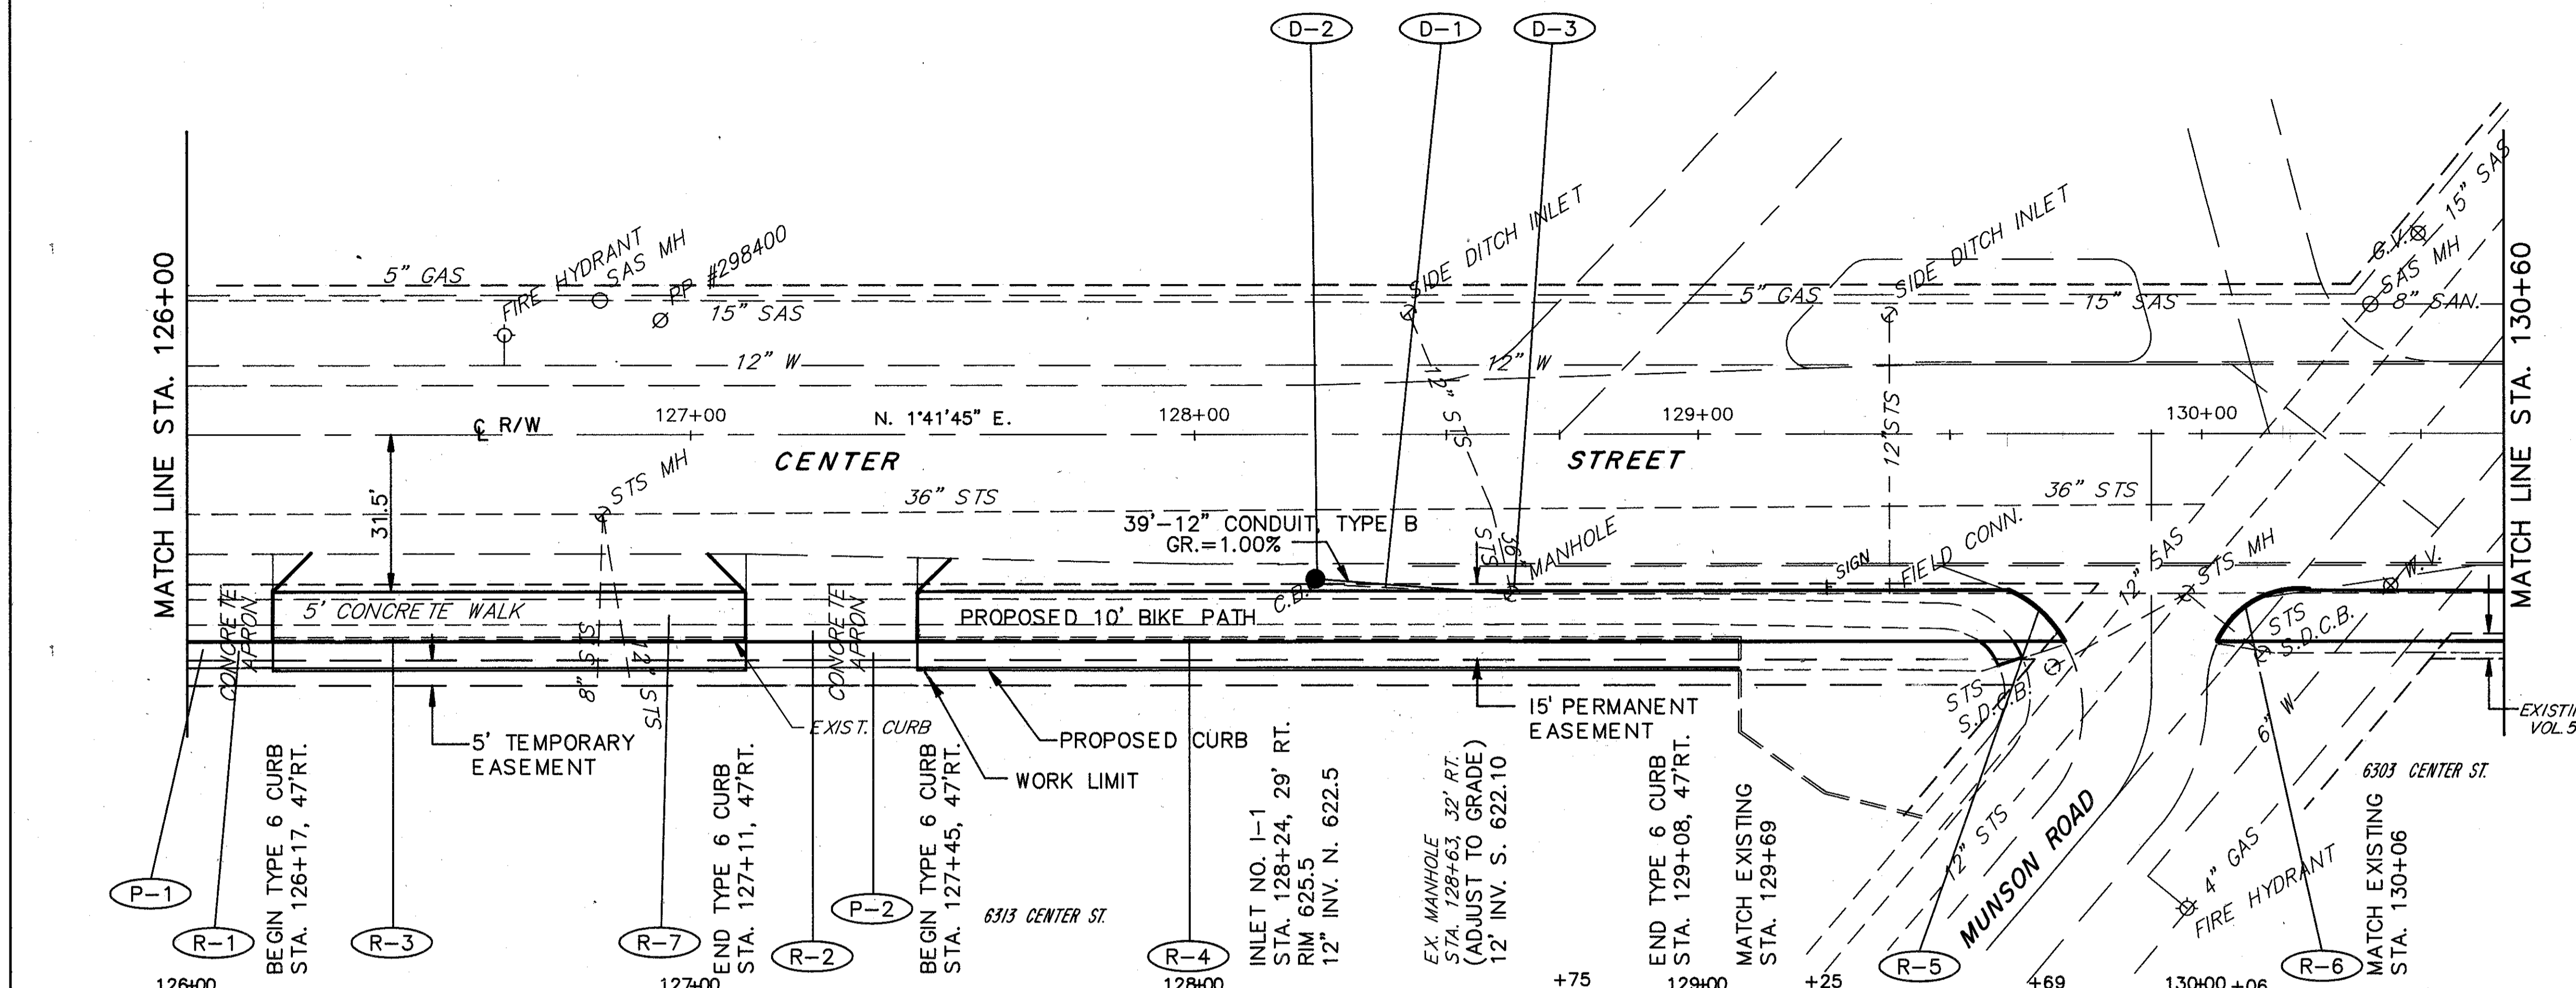 D-2
D-1
D-3
MATCH LINE STA. 126+00
MATCH LINE STA. 130+60
5" GAS
FIRE HYDRANT
SAS MH
PP #298400
15" SAS
SIDE DITCH INLET
5" GAS
SIDE DITCH INLET
15" SAS
G.V.
15" SAS
SAS MH
8" SAN.
12" W
12" W
12" STS
12"STS
℄ R/W
127+00
N. 1°41'45" E.
128+00
129+00
130+00
CENTER
STREET
31.5'
STS MH
36" STS
36" STS
39'-12" CONDUIT, TYPE B
GR.=1.00%
36"
STS
MANHOLE
SIGN
FIELD CONN.
12" SAS
STS MH
W.V.
C.B.
CONCRETE
APRON
5' CONCRETE WALK
8" STS
12" STS
CONCRETE
APRON
PROPOSED 10' BIKE PATH
STS
S.D.C.B.
STS
S.D.C.B.
6" W
5' TEMPORARY
EASEMENT
EXIST. CURB
PROPOSED CURB
WORK LIMIT
15' PERMANENT
EASEMENT
VOL.5
6303 CENTER ST.
BEGIN TYPE 6 CURB
STA. 126+17, 47'RT.
END TYPE 6 CURB
STA. 127+11, 47'RT.
BEGIN TYPE 6 CURB
STA. 127+45, 47'RT.
6313 CENTER ST.
INLET NO. I-1
STA. 128+24, 29' RT.
RIM 625.5
12" INV. N. 622.5
EX. MANHOLE
STA. 128+63, 32' RT.
(ADJUST TO GRADE)
12' INV. S. 622.10
END TYPE 6 CURB
STA. 129+08, 47'RT.
MATCH EXISTING
STA. 129+69
12" STS
MUNSON ROAD
4" GAS
FIRE HYDRANT
MATCH EXISTING
STA. 130+06
P-1
R-1
R-3
R-7
R-2
P-2
R-4
R-5
R-6
126+00
127+00
128+00
+75
129+00
+25
+69
130+00
+06